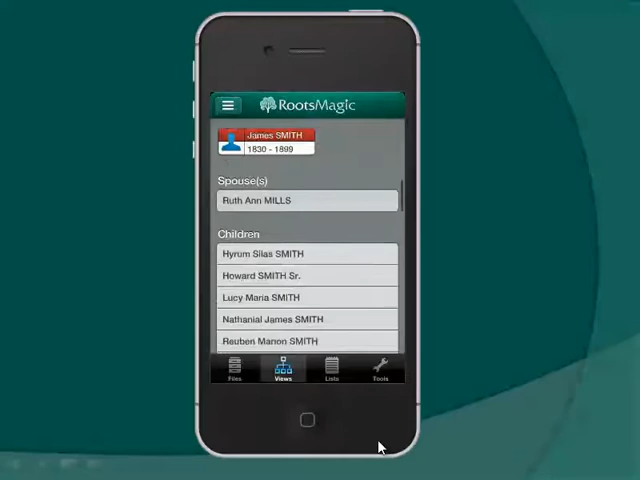 RootsMagic
James SMITH
1830 - 1899
Spouse(s)
Ruth Ann MILLS
Children
Hyrum Silas SMITH
Howard SMITH Sr.
Lucy Maria SMITH
Nathanial James SMITH
Reuben Manon SMITH
Files Views Lists Tools